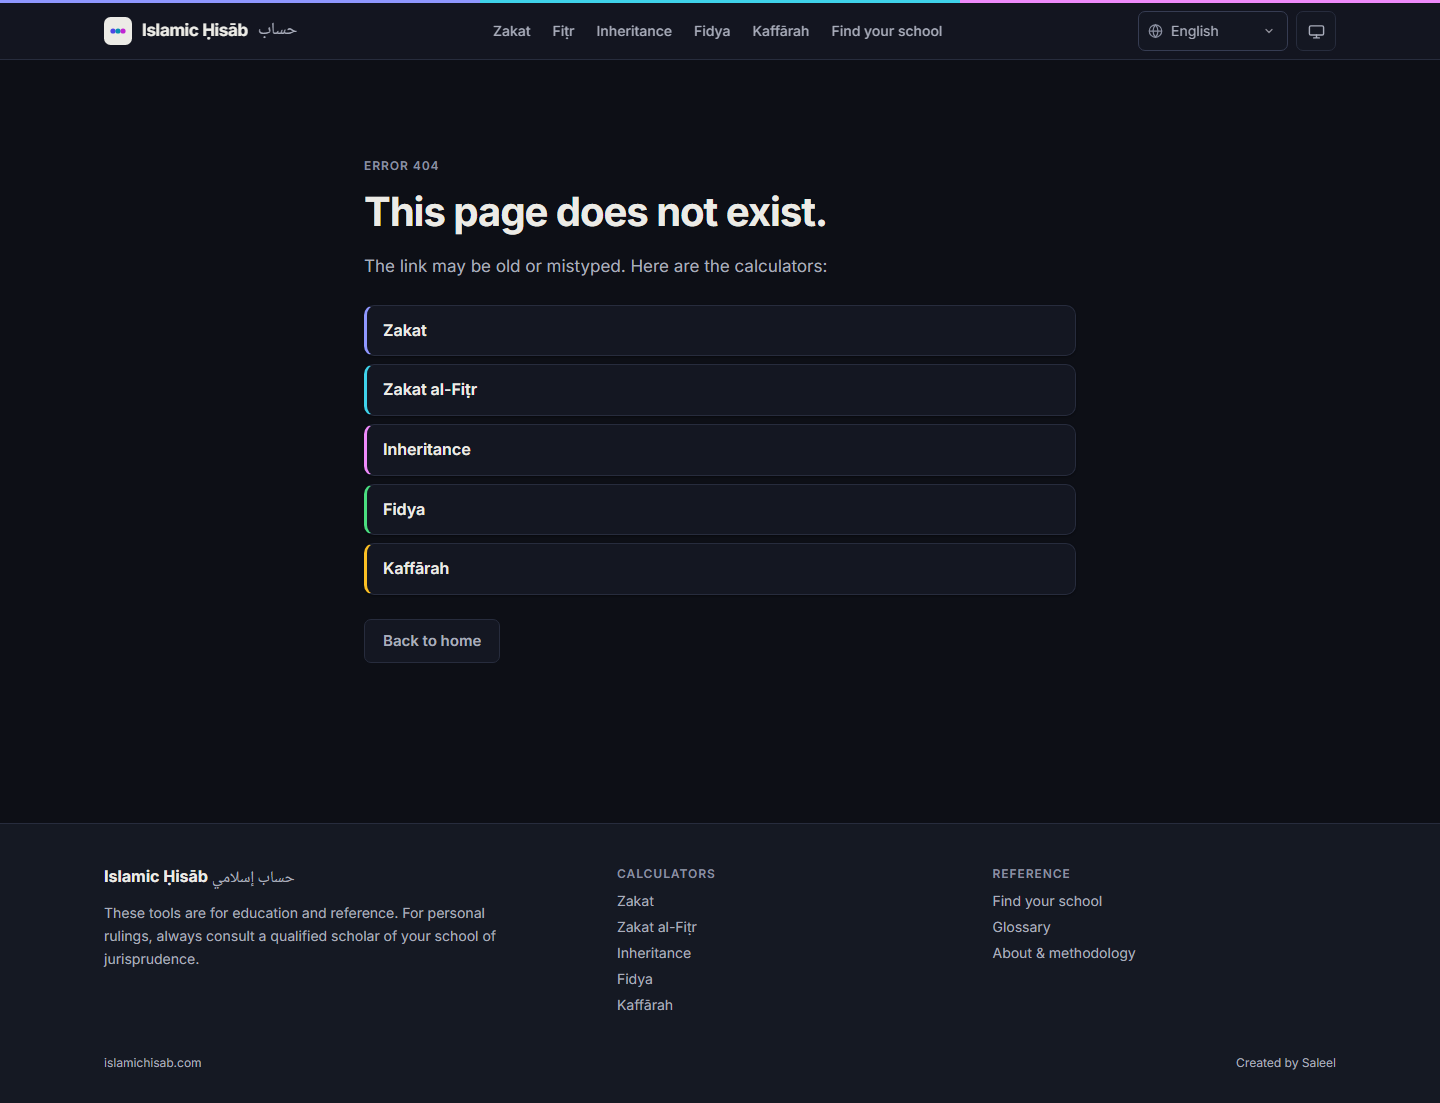 Islamic Ḥisāb حساب
Zakat Fiṭr Inheritance Fidya Kaffārah Find your school
English
ERROR 404
This page does not exist.
The link may be old or mistyped. Here are the calculators:
Zakat
Zakat al-Fiṭr
Inheritance
Fidya
Kaffārah
Back to home
Islamic Ḥisāb حساب إسلامي
These tools are for education and reference. For personal
rulings, always consult a qualified scholar of your school of
jurisprudence.
CALCULATORS
Zakat
Zakat al-Fiṭr
Inheritance
Fidya
Kaffārah
REFERENCE
Find your school
Glossary
About & methodology
islamichisab.com
Created by Saleel